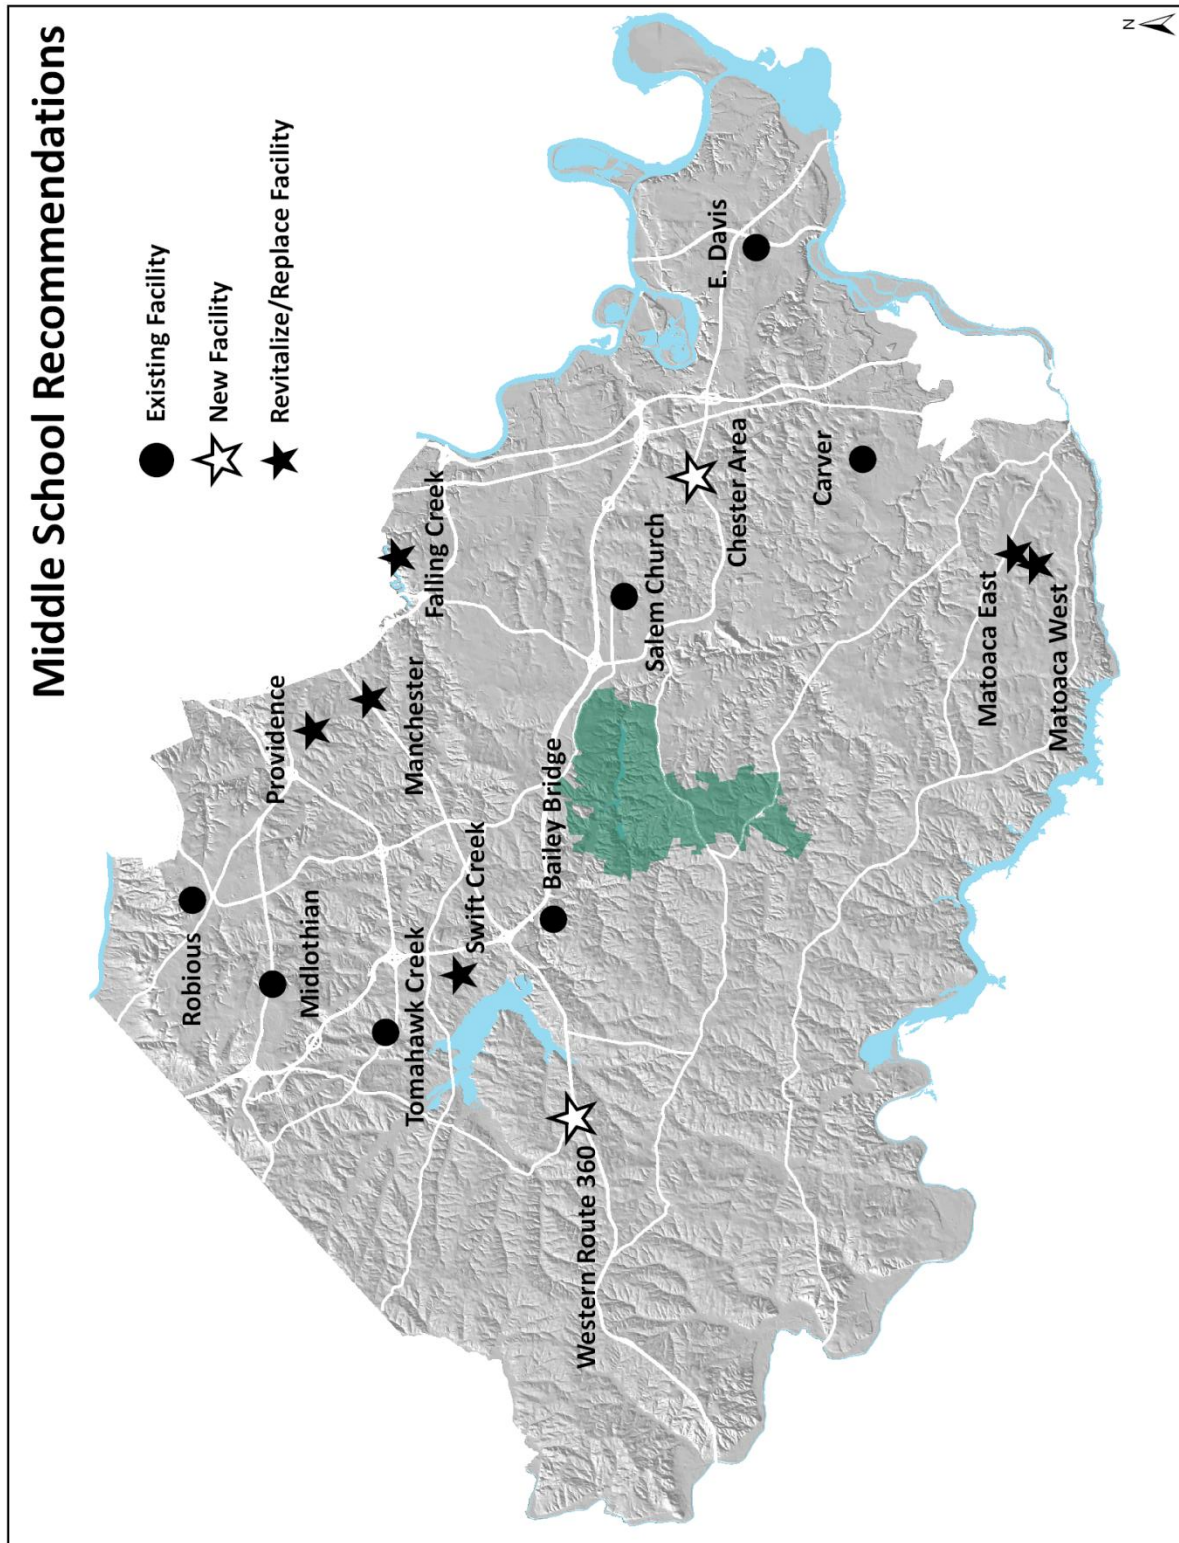 Middle School Recommendations
Existing Facility
New Facility
Revitalize/Replace Facility
N
Robious
Midlothian
Tomahawk Creek
Providence
Manchester
Falling Creek
Swift Creek
Bailey Bridge
Western Route 360
Salem Church
Chester Area
E. Davis
Carver
Matoaca East
Matoaca West